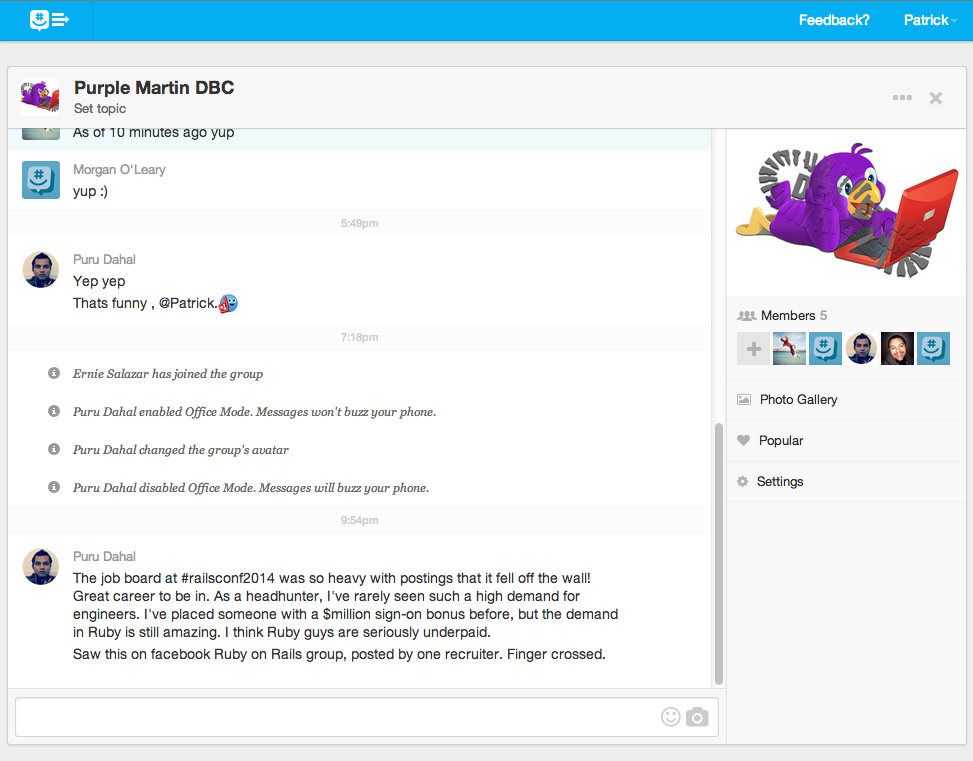 Feedback?
Patrick
Purple Martin DBC
Set topic
As of 10 minutes ago yup
Morgan O'Leary
yup :)
5:49pm
Puru Dahal
Yep yep
Thats funny , @Patrick.
7:18pm
Ernie Salazar has joined the group
Puru Dahal enabled Office Mode. Messages won't buzz your phone.
Puru Dahal changed the group's avatar
Puru Dahal disabled Office Mode. Messages will buzz your phone.
9:54pm
Puru Dahal
The job board at #railsconf2014 was so heavy with postings that it fell off the wall!
Great career to be in. As a headhunter, I've rarely seen such a high demand for
engineers. I've placed someone with a $million sign-on bonus before, but the demand
in Ruby is still amazing. I think Ruby guys are seriously underpaid.
Saw this on facebook Ruby on Rails group, posted by one recruiter. Finger crossed.
Members 5
Photo Gallery
Popular
Settings